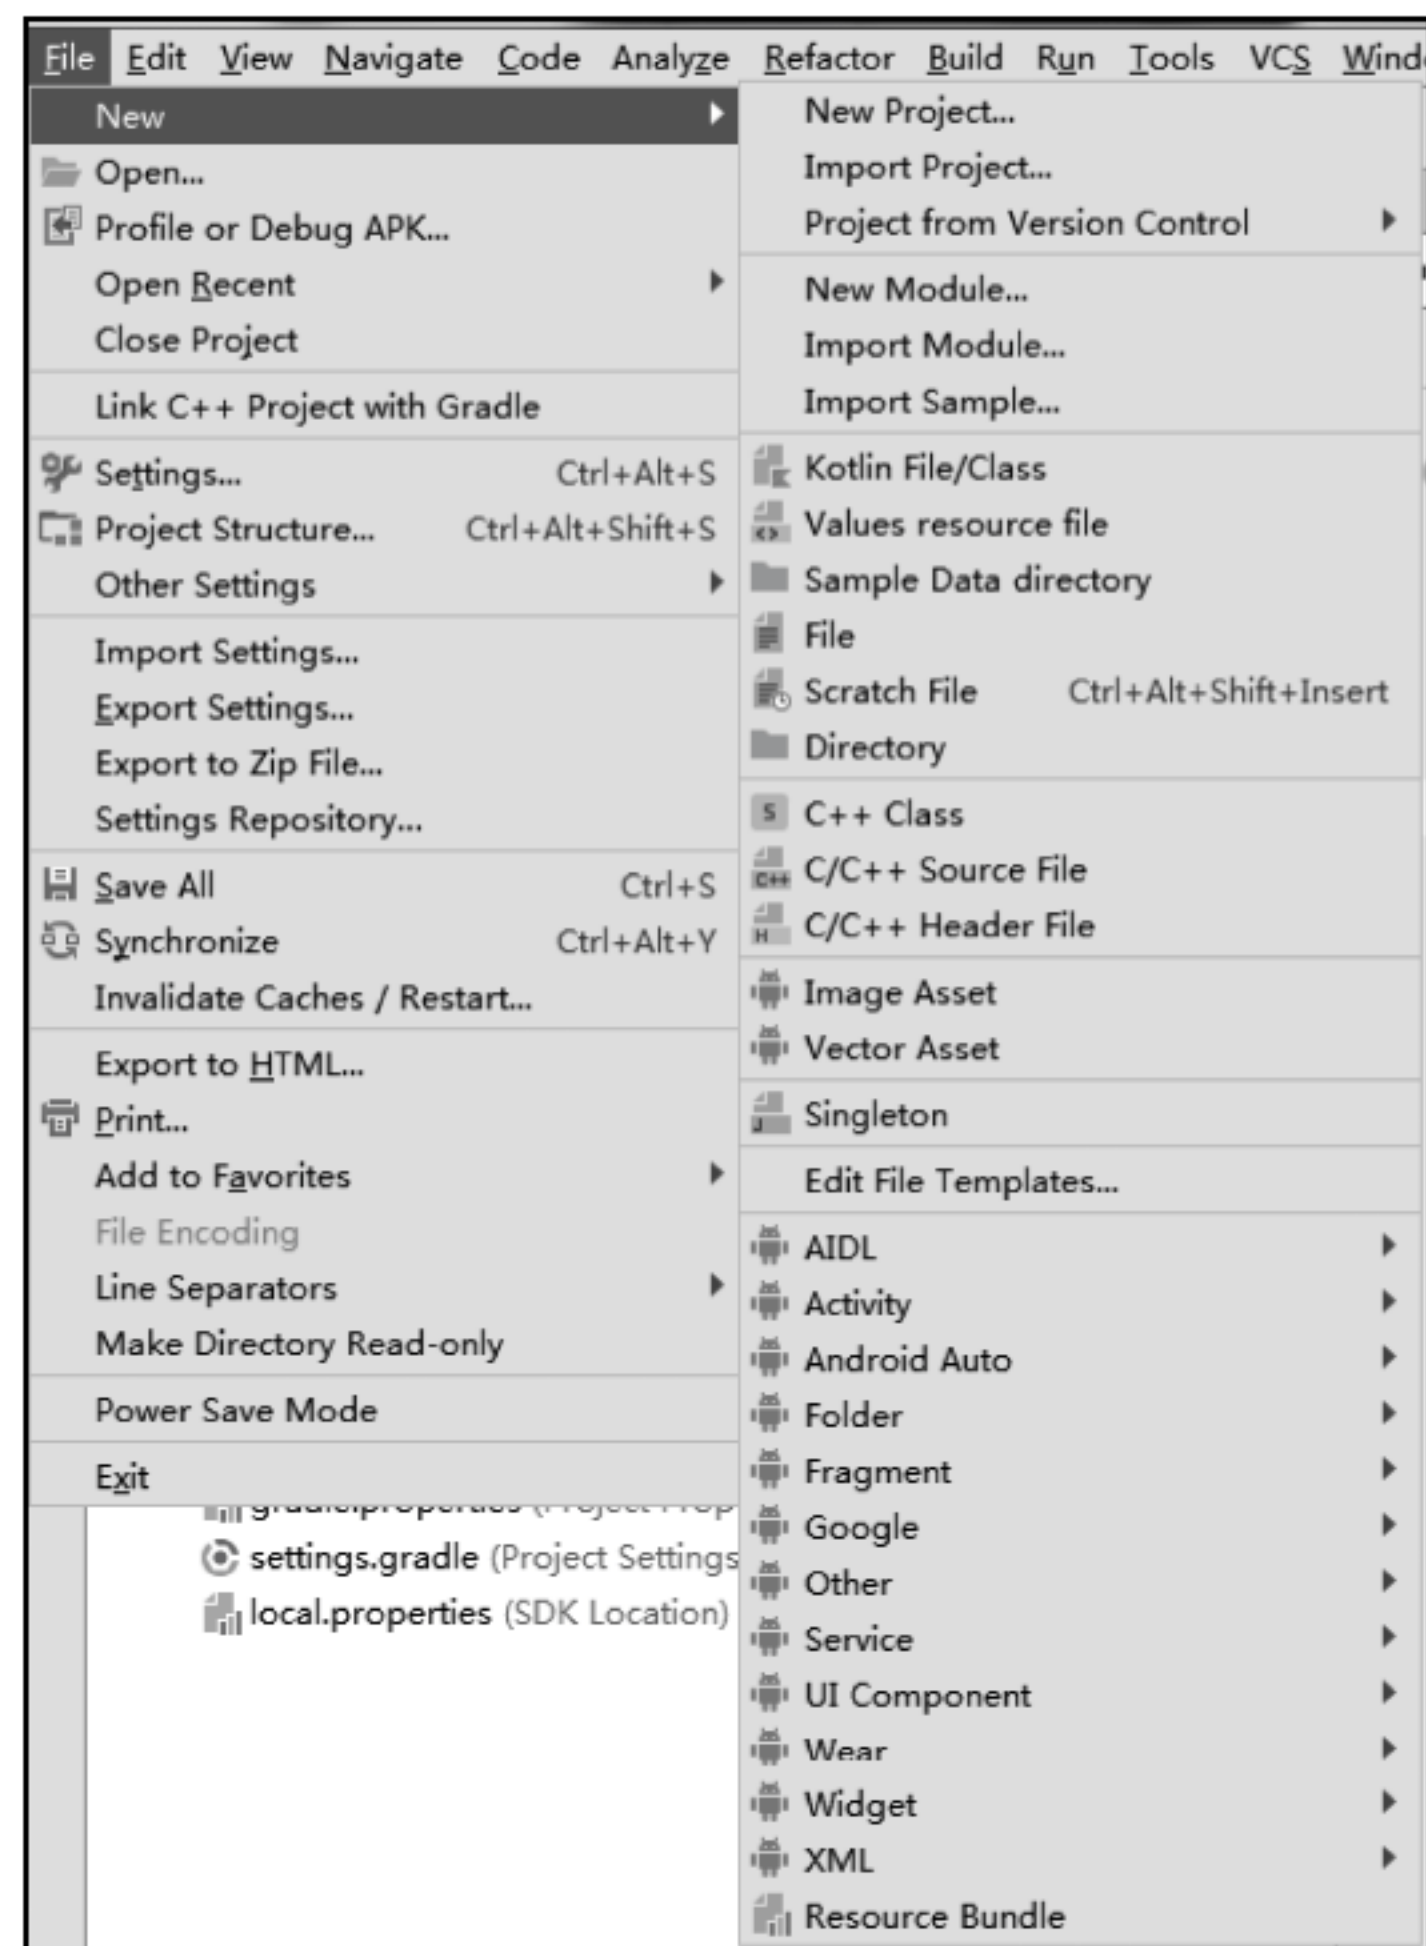 File Edit View Navigate Code Analyze Refactor Build Run Tools VCS
New
Open...
Profile or Debug APK...
Open Recent
Close Project
Link C++ Project with Gradle
Settings... Ctrl+Alt+S
Project Structure... Ctrl+Alt+Shift+S
Other Settings
Import Settings...
Export Settings...
Export to Zip File...
Settings Repository...
Save All Ctrl+S
Synchronize Ctrl+Alt+Y
Invalidate Caches / Restart...
Export to HTML...
Print...
Add to Favorites
File Encoding
Line Separators
Make Directory Read-only
Power Save Mode
Exit
settings.gradle (Project Settings
local.properties (SDK Location)
New Project...
Import Project...
Project from Version Control
New Module...
Import Module...
Import Sample...
Kotlin File/Class
Values resource file
Sample Data directory
File
Scratch File Ctrl+Alt+Shift+Insert
Directory
C++ Class
C/C++ Source File
C/C++ Header File
Image Asset
Vector Asset
Singleton
Edit File Templates...
AIDL
Activity
Android Auto
Folder
Fragment
Google
Other
Service
UI Component
Wear
Widget
XML
Resource Bundle